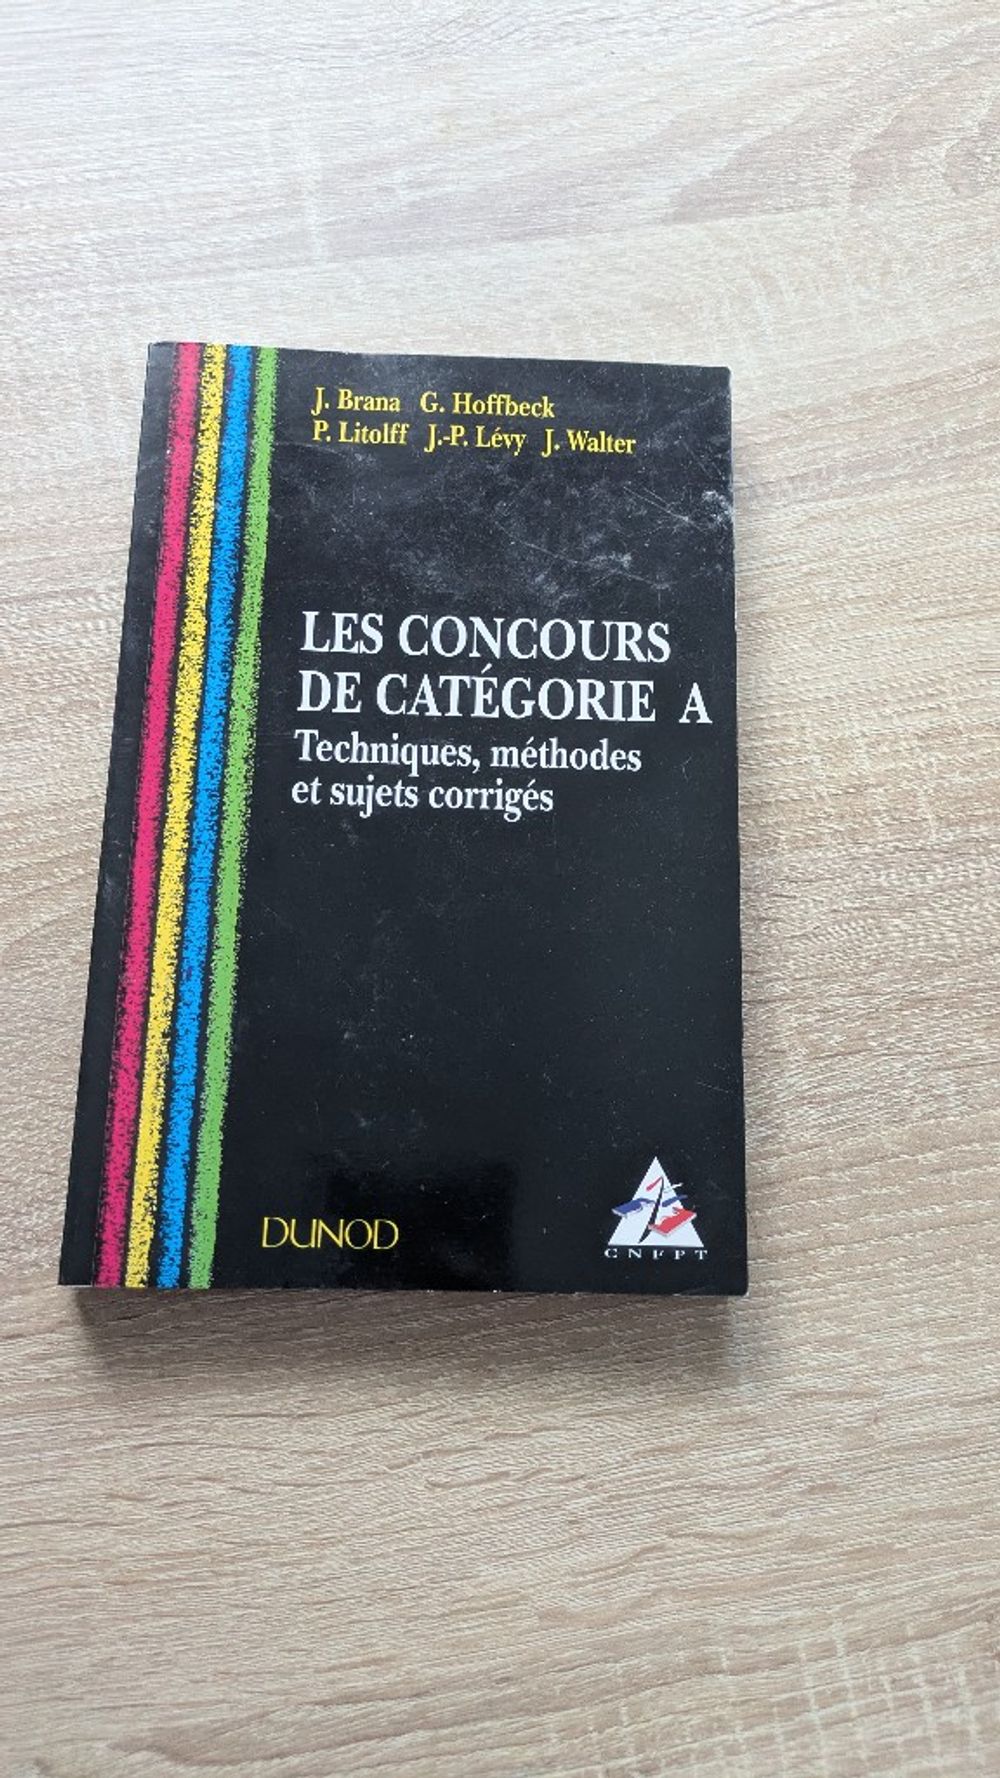 J. Brana G. Hoffbeck
P. Litolff J.-P. Lévy J. Walter
LES CONCOURS
DE CATÉGORIE A
Techniques, méthodes
et sujets corrigés
DUNOD
CNFPT